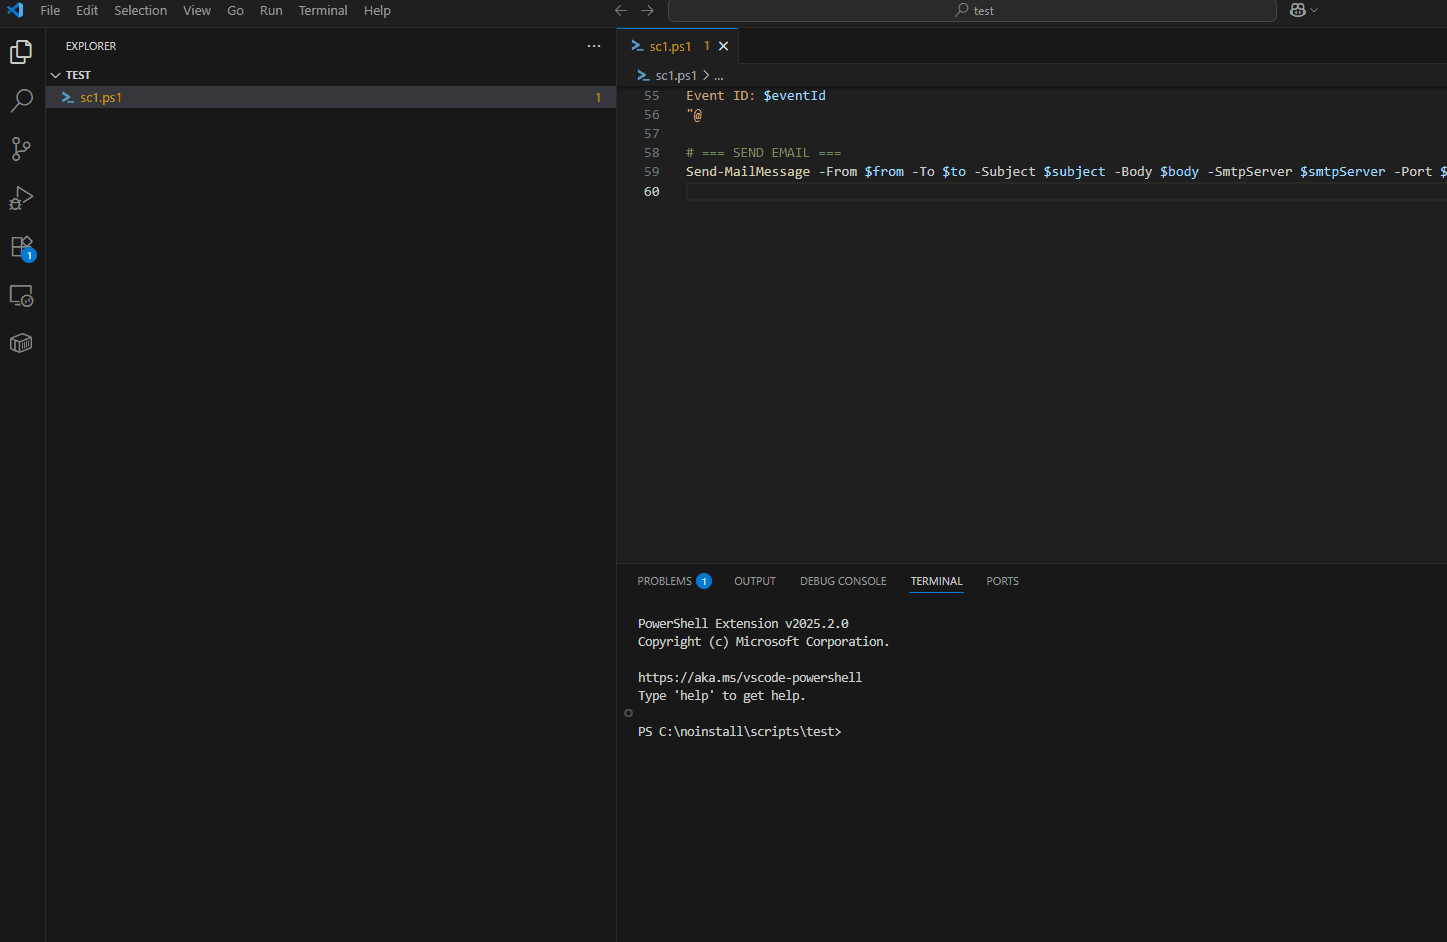 File Edit Selection View Go Run Terminal Help
test
EXPLORER ...
TEST
sc1.ps1 1
sc1.ps1 1
sc1.ps1 > ...
55 Event ID: $eventId
56 "@
57
58 # === SEND EMAIL ===
59 Send-MailMessage -From $from -To $to -Subject $subject -Body $body -SmtpServer $smtpServer -Port $
60
1
PROBLEMS 1 OUTPUT DEBUG CONSOLE TERMINAL PORTS
PowerShell Extension v2025.2.0
Copyright (c) Microsoft Corporation.
https://aka.ms/vscode-powershell
Type 'help' to get help.
PS C:\noinstall\scripts\test>